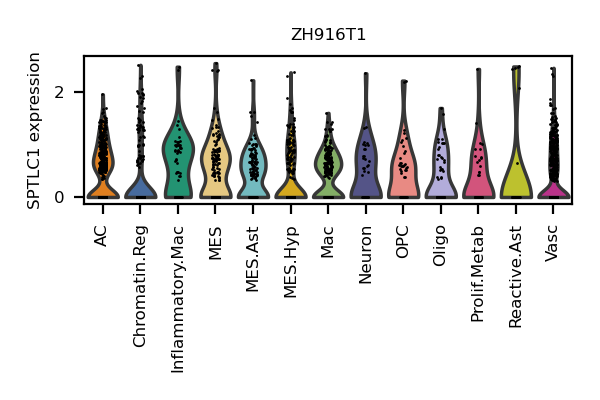 ZH916T1
SPTLC1 expression
2
0
AC
Chromatin.Reg
Inflammatory.Mac
MES
MES.Ast
MES.Hyp
Mac
Neuron
OPC
Oligo
Prolif.Metab
Reactive.Ast
Vasc